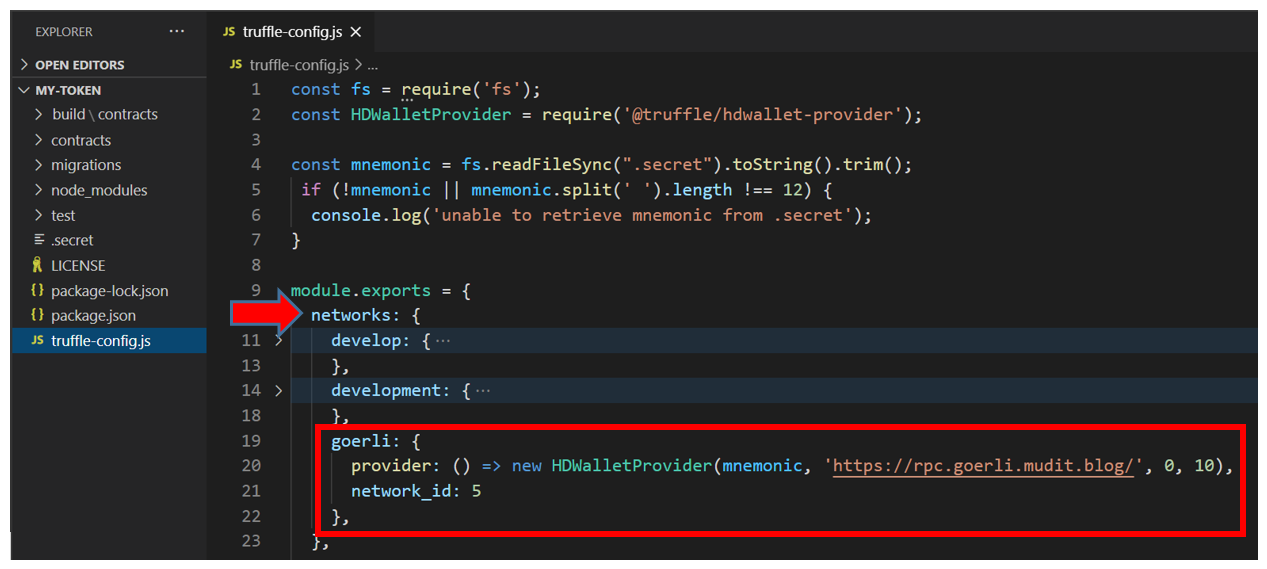 EXPLORER ...
OPEN EDITORS
MY-TOKEN
build \ contracts
contracts
migrations
node_modules
test
.secret
LICENSE
package-lock.json
package.json
JS truffle-config.js
JS truffle-config.js ×
JS truffle-config.js > ...
1 const fs = require('fs');
2 const HDWalletProvider = require('@truffle/hdwallet-provider');
3
4 const mnemonic = fs.readFileSync(".secret").toString().trim();
5 if (!mnemonic || mnemonic.split(' ').length !== 12) {
6 console.log('unable to retrieve mnemonic from .secret');
7 }
8
9 module.exports = {
networks: {
11 develop: {...
13 },
14 development: {...
18 },
19 goerli: {
20 provider: () => new HDWalletProvider(mnemonic, 'https://rpc.goerli.mudit.blog/', 0, 10),
21 network_id: 5
22 },
23 },